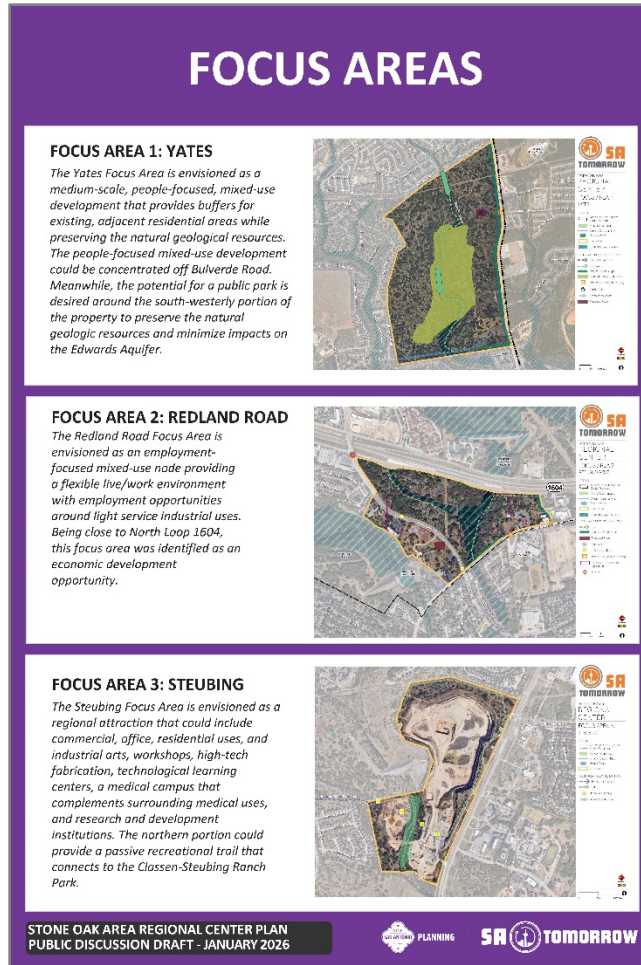 FOCUS AREAS
FOCUS AREA 1: YATES
The Yates Focus Area is envisioned as a
medium-scale, people-focused, mixed-use
development that provides buffers for
existing, adjacent residential areas while
preserving the natural geological resources.
The people-focused mixed-use development
could be concentrated off Bulverde Road.
Meanwhile, the potential for a public park is
desired around the south-westerly portion of
the property to preserve the natural
geologic resources and minimize impacts on
the Edwards Aquifer.
SA
TOMORROW
REGIONAL
CENTER
FOCUS AREA 2: REDLAND ROAD
The Redland Road Focus Area is
envisioned as an employment-
focused mixed-use node providing
a flexible live/work environment
with employment opportunities
around light service industrial uses.
Being close to North Loop 1604,
this focus area was identified as an
economic development
opportunity.
1604
SA
TOMORROW
REGIONAL
CENTER
FOCUS AREA 3: STEUBING
The Steubing Focus Area is envisioned as a
regional attraction that could include
commercial, office, residential uses, and
industrial arts, workshops, high-tech
fabrication, technological learning
centers, a medical campus that
complements surrounding medical uses,
and research and development
institutions. The northern portion could
provide a passive recreational trail that
connects to the Classen-Steubing Ranch
Park.
SA
TOMORROW
REGIONAL
CENTER
STONE OAK AREA REGIONAL CENTER PLAN
PUBLIC DISCUSSION DRAFT - JANUARY 2026
SAN ANTONIO
PLANNING
SA TOMORROW